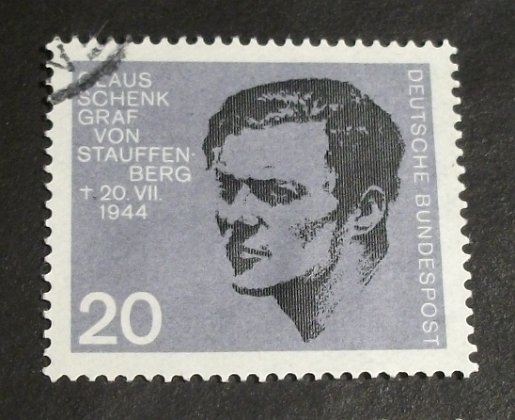 CLAUS
SCHENK
GRAF
VON
STAUFFEN-
BERG
† 20. VII.
1944
20
DEUTSCHE BUNDESPOST